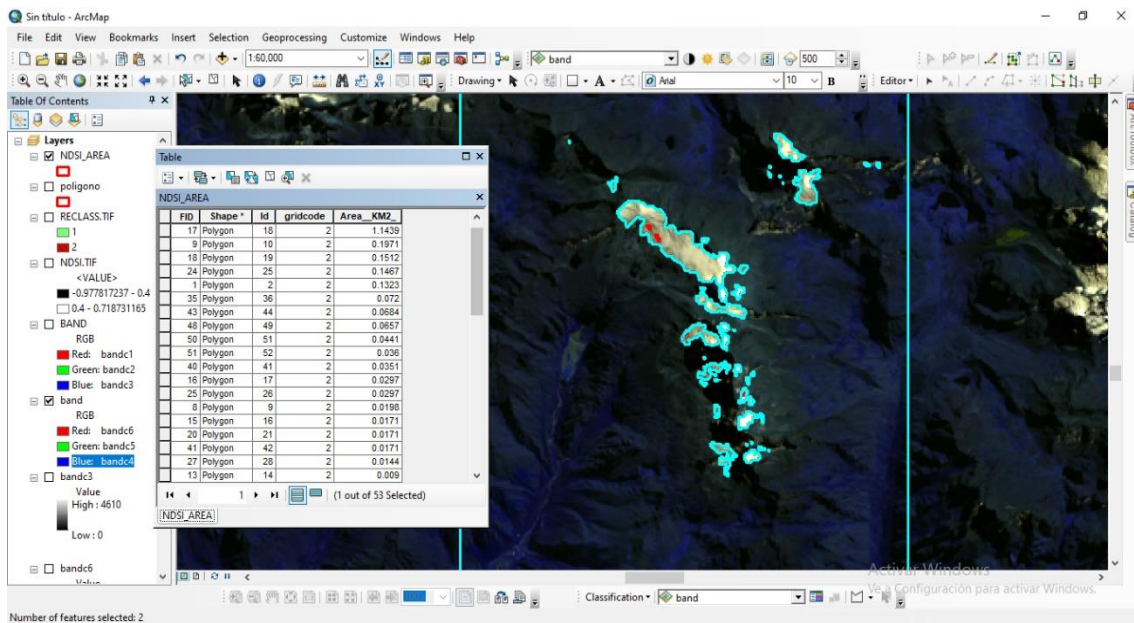 Sin título - ArcMap
File Edit View Bookmarks Insert Selection Geoprocessing Customize Windows Help
1:60,000
band
500
Drawing
A
Arial
10
B
Editor
Table Of Contents
Layers
NDSI_AREA
poligono
RECLASS.TIF
1
2
NDSI.TIF
<VALUE>
-0.977817237 - 0.4
0.4 - 0.718731165
BAND
RGB
Red: bandc1
Green: bandc2
Blue: bandc3
band
RGB
Red: bandc6
Green: bandc5
Blue: bandc4
bandc3
Value
High : 4610
Low : 0
bandc6
Value
Table
NDSI_AREA
FID Shape * Id gridcode Area__KM2_
17 Polygon 18 2 1.1439
9 Polygon 10 2 0.1971
18 Polygon 19 2 0.1512
24 Polygon 25 2 0.1467
1 Polygon 2 2 0.1323
35 Polygon 36 2 0.072
43 Polygon 44 2 0.0684
48 Polygon 49 2 0.0657
50 Polygon 51 2 0.0441
51 Polygon 52 2 0.036
40 Polygon 41 2 0.0351
16 Polygon 17 2 0.0297
25 Polygon 26 2 0.0297
8 Polygon 9 2 0.0198
15 Polygon 16 2 0.0171
20 Polygon 21 2 0.0171
41 Polygon 42 2 0.0171
27 Polygon 28 2 0.0144
13 Polygon 14 2 0.009
1
(1 out of 53 Selected)
NDSI_AREA
ArcToolbox
Catalog
Activar Windows
Ve a Configuración para activar Windows.
Classification
band
Number of features selected: 2